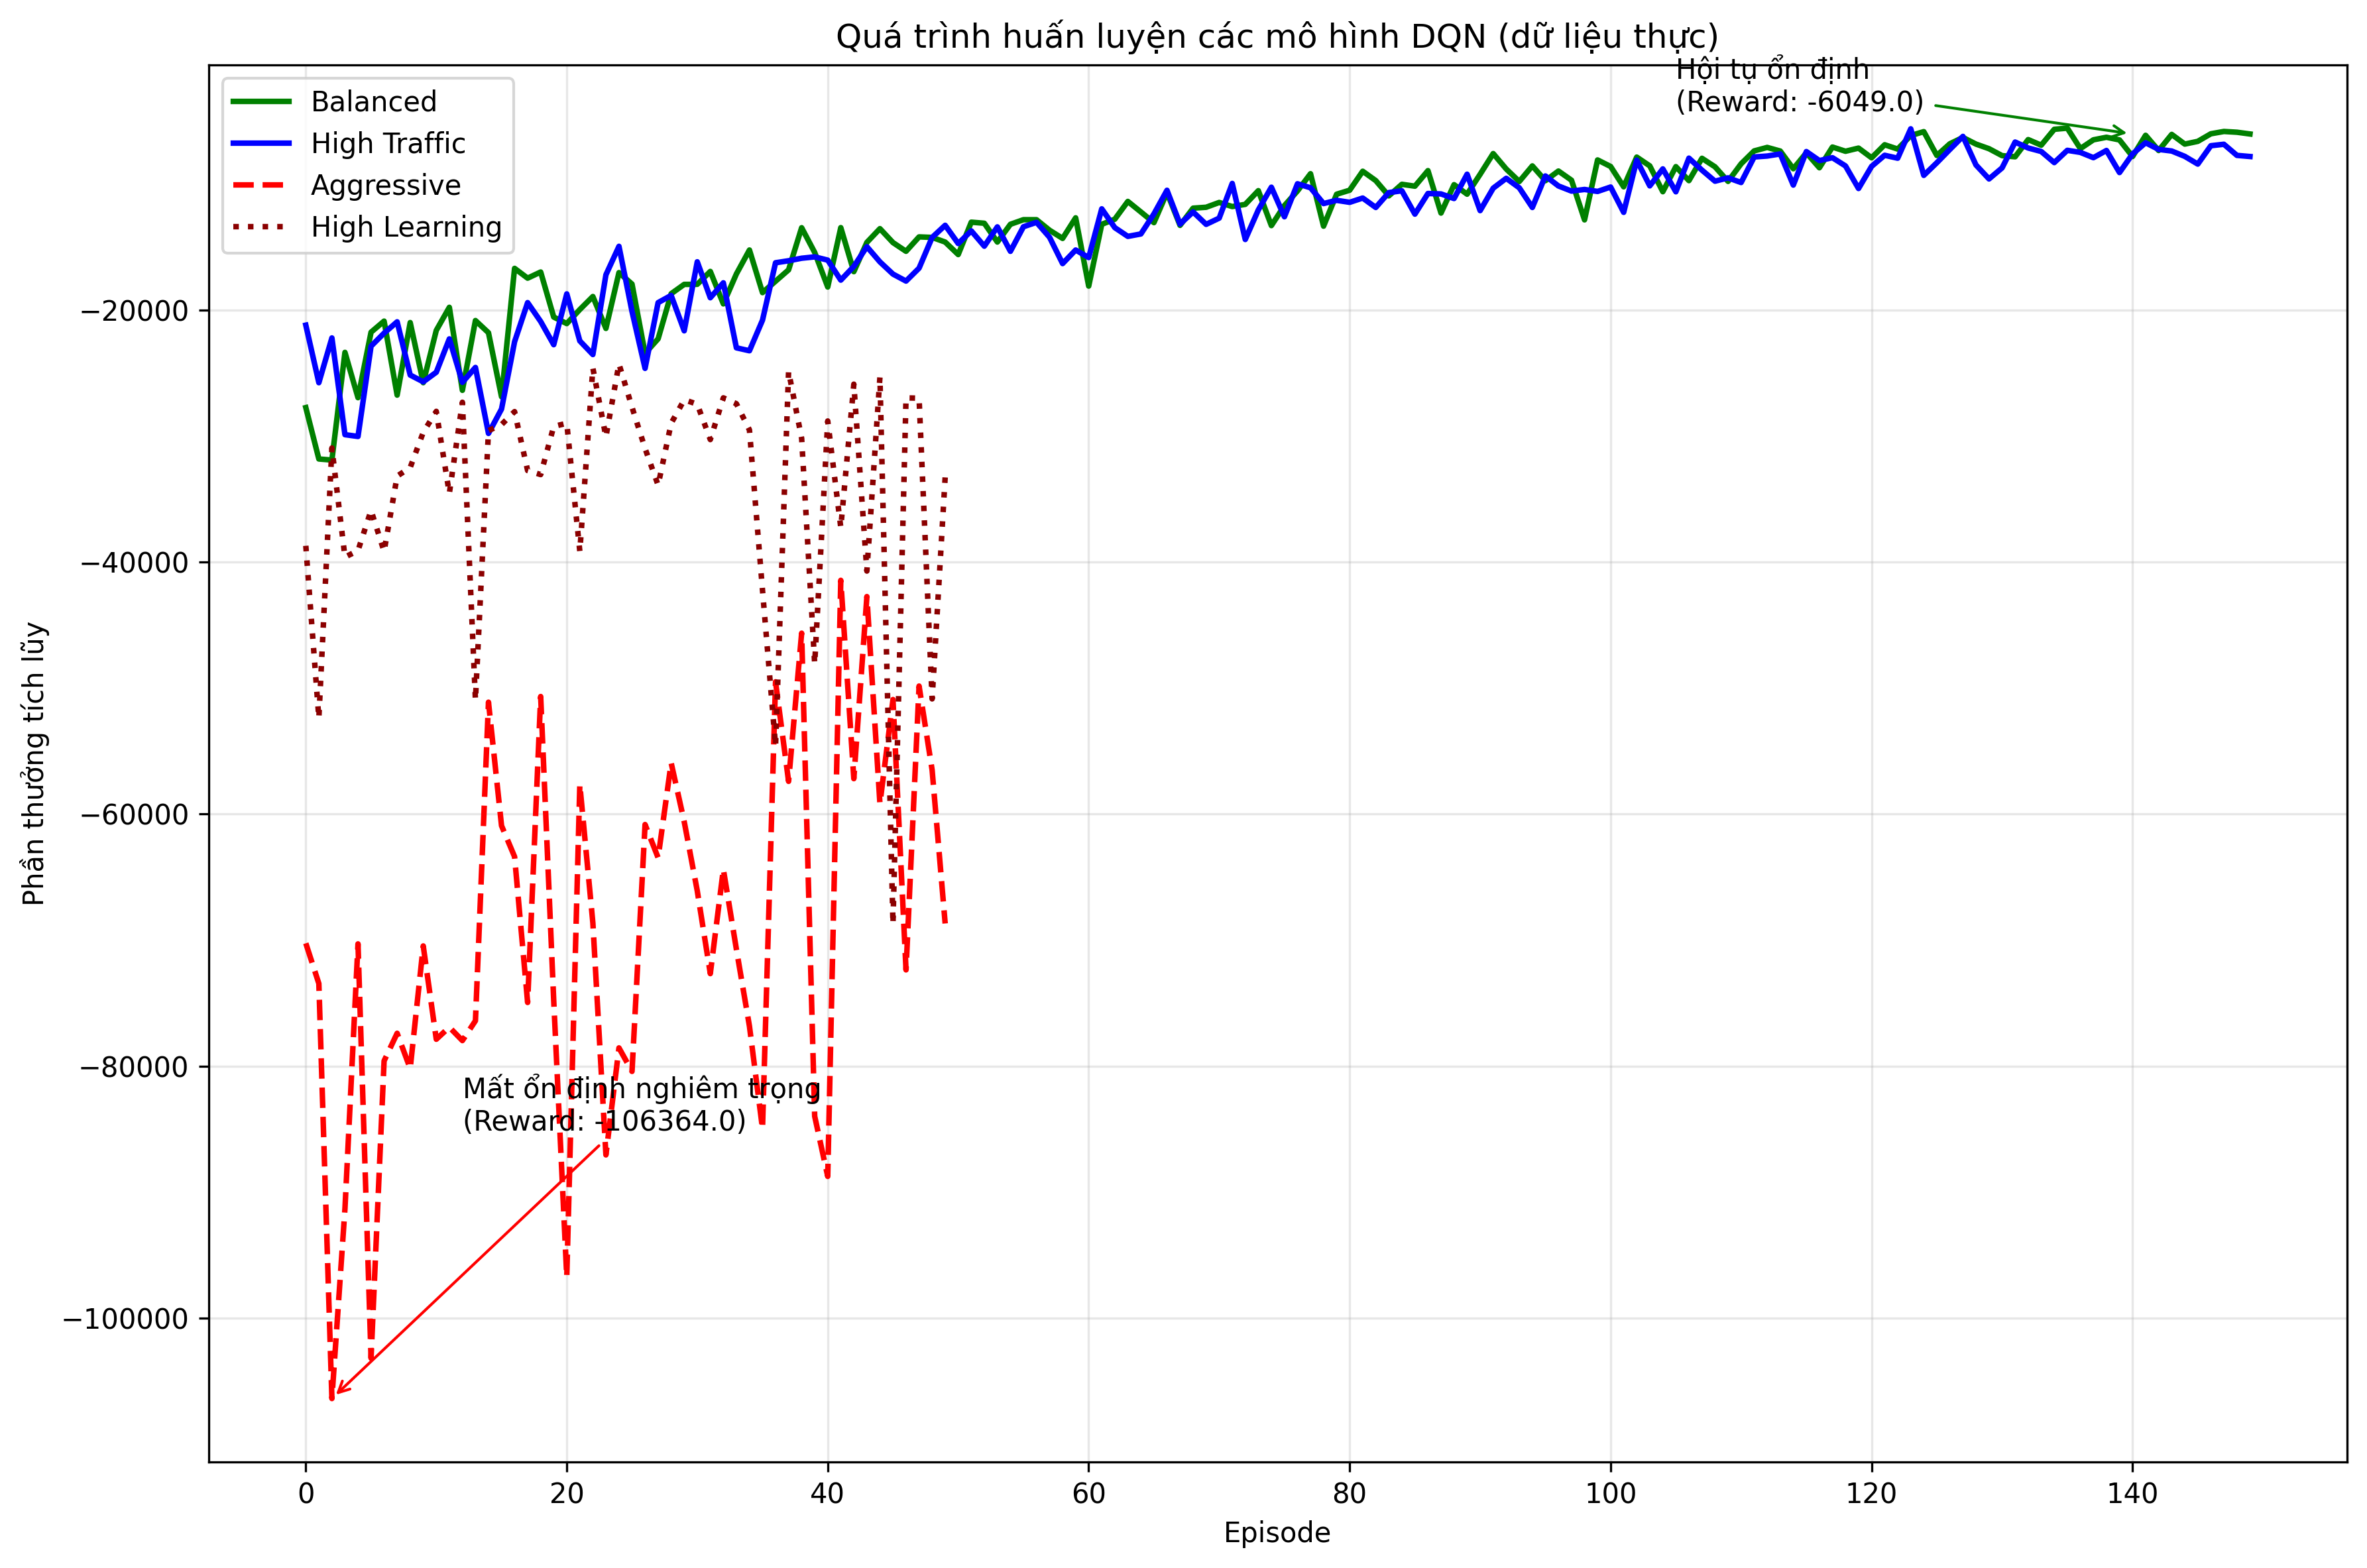 Quá trình huấn luyện các mô hình DQN (dữ liệu thực)
Hội tụ ổn định
(Reward: -6049.0)
Balanced
High Traffic
Aggressive
High Learning
−20000
−40000
−60000
−80000
−100000
Phần thưởng tích lũy
Mất ổn định nghiêm trọng
(Reward: -106364.0)
0 20 40 60 80 100 120 140
Episode